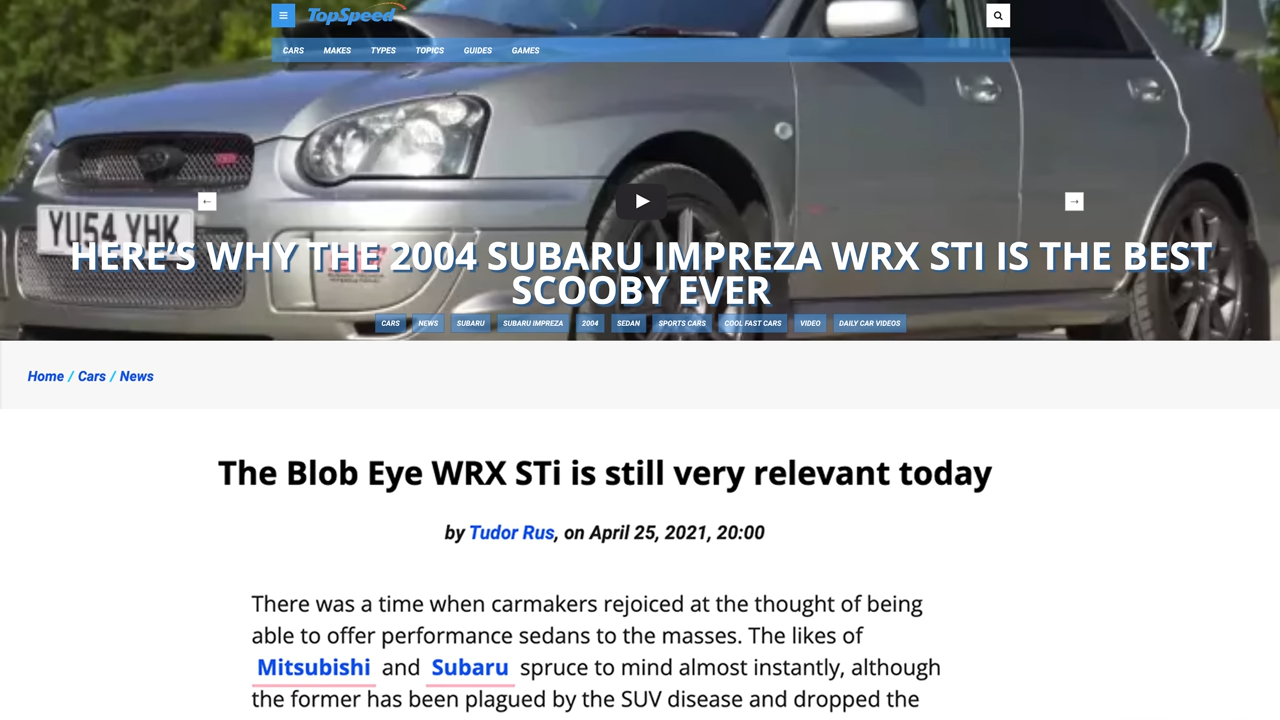 TopSpeed
CARS MAKES TYPES TOPICS GUIDES GAMES
YU54 YHK
HERE'S WHY THE 2004 SUBARU IMPREZA WRX STI IS THE BEST
SCOOBY EVER
CARS NEWS SUBARU SUBARU IMPREZA 2004 SEDAN SPORTS CARS COOL FAST CARS VIDEO DAILY CAR VIDEOS
Home / Cars / News
The Blob Eye WRX STi is still very relevant today
by Tudor Rus, on April 25, 2021, 20:00
There was a time when carmakers rejoiced at the thought of being
able to offer performance sedans to the masses. The likes of
Mitsubishi and Subaru spruce to mind almost instantly, although
the former has been plagued by the SUV disease and dropped the